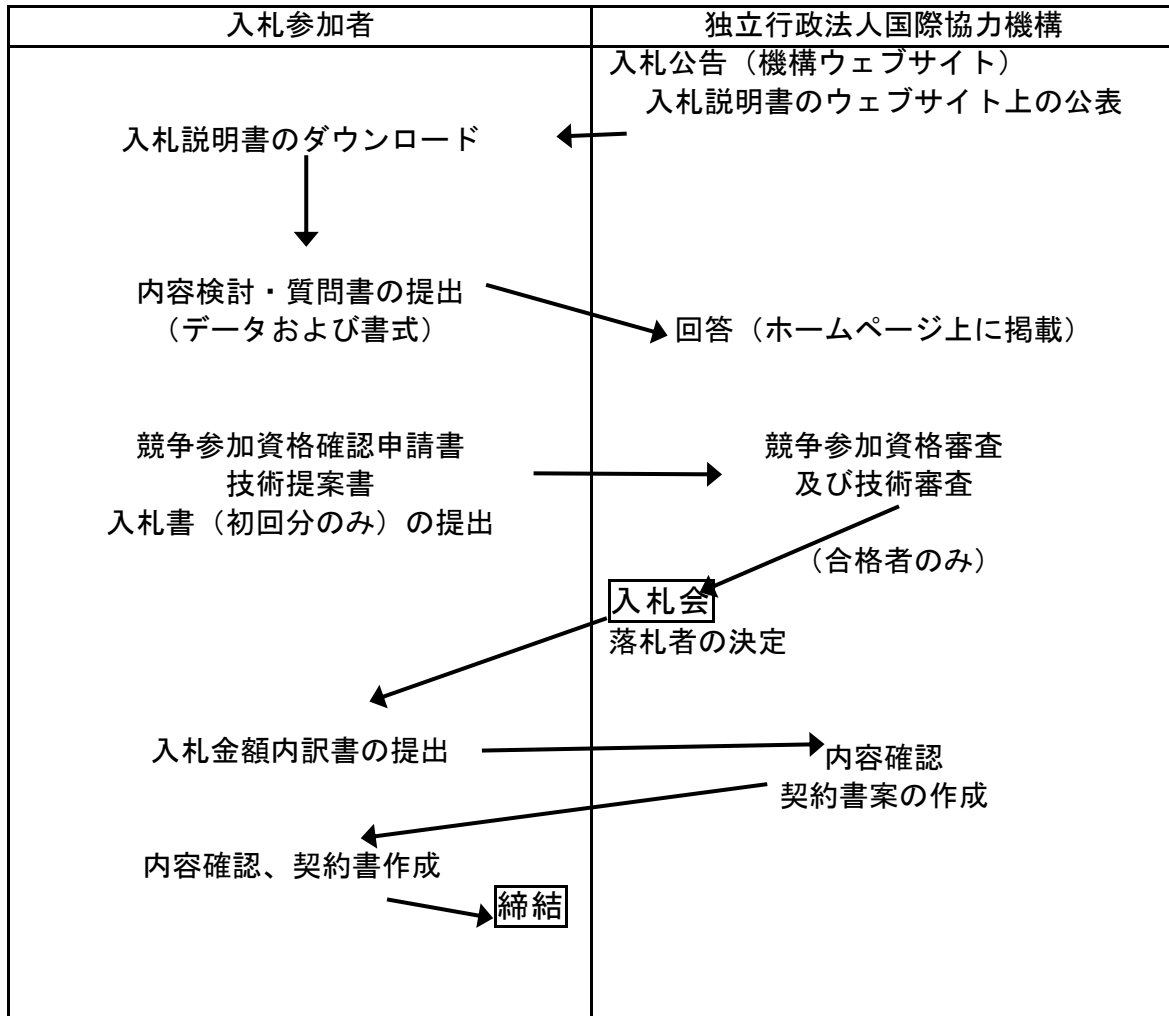 入札参加者
独立行政法人国際協力機構
入札公告（機構ウェブサイト）
入札説明書のウェブサイト上の公表
入札説明書のダウンロード
内容検討・質問書の提出
（データおよび書式）
回答（ホームページ上に掲載）
競争参加資格確認申請書
技術提案書
入札書（初回分のみ）の提出
競争参加資格審査
及び技術審査
（合格者のみ）
入札会
落札者の決定
入札金額内訳書の提出
内容確認
契約書案の作成
内容確認、契約書作成
締結